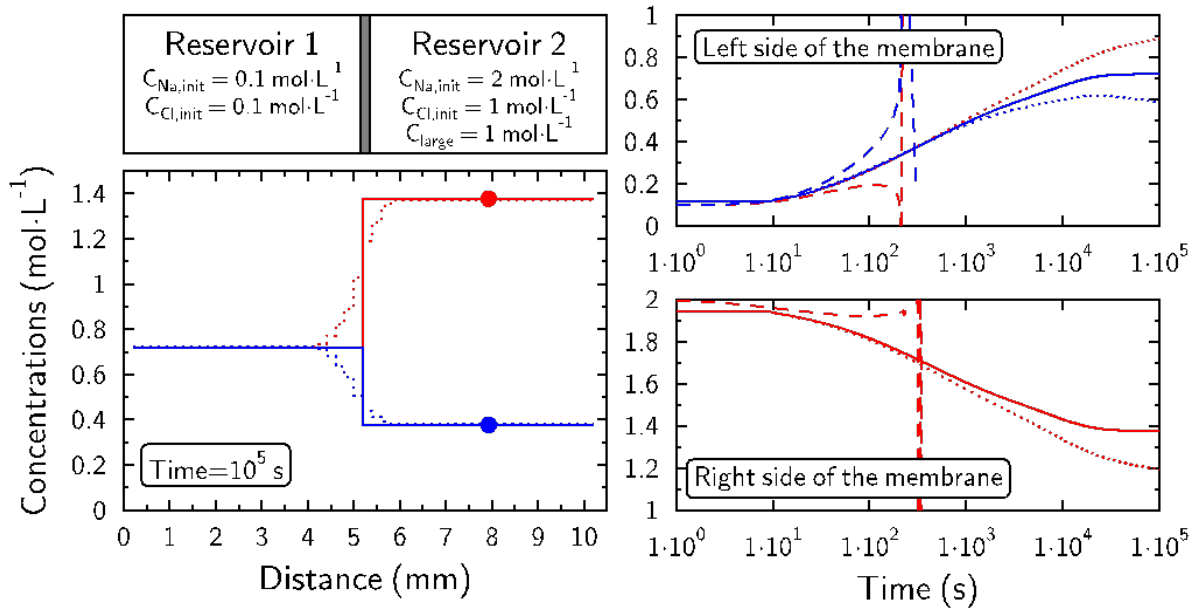 Reservoir 1
C_Na,init = 0.1 mol·L^-1
C_Cl,init = 0.1 mol·L^-1
Reservoir 2
C_Na,init = 2 mol·L^-1
C_Cl,init = 1 mol·L^-1
C_large = 1 mol·L^-1
Concentrations (mol·L^-1)
1.4
1.2
1
0.8
0.6
0.4
0.2
0
Time=10^5 s
0 1 2 3 4 5 6 7 8 9 10
Distance (mm)
Left side of the membrane
1
0.8
0.6
0.4
0.2
0
1·10^0 1·10^1 1·10^2 1·10^3 1·10^4 1·10^5
2
1.8
1.6
1.4
1.2
1
Right side of the membrane
1·10^0 1·10^1 1·10^2 1·10^3 1·10^4 1·10^5
Time (s)